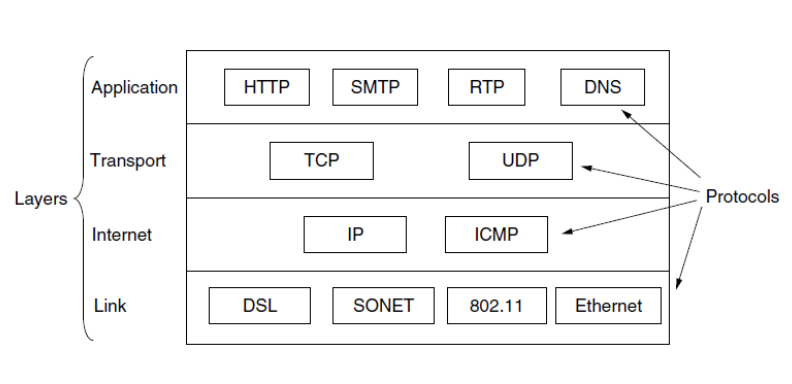 Application HTTP SMTP RTP DNS
Transport TCP UDP
Layers Protocols
Internet IP ICMP
Link DSL SONET 802.11 Ethernet